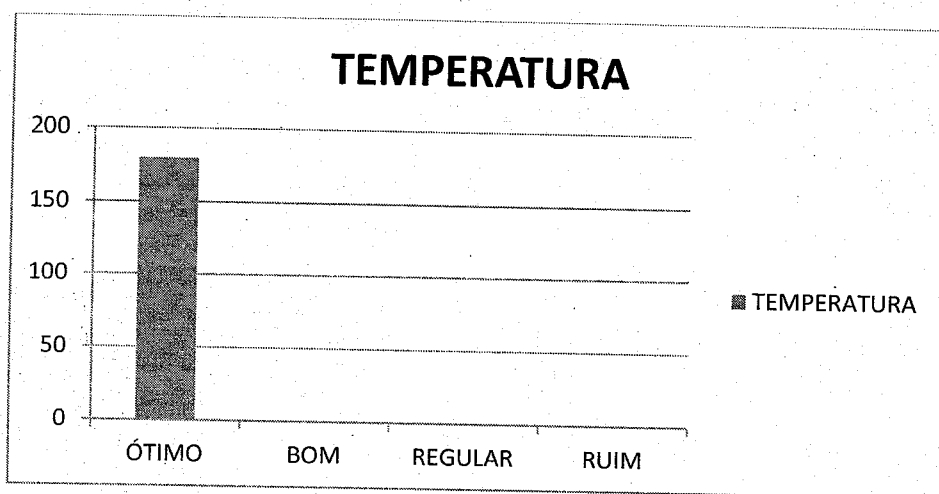 TEMPERATURA
200
150
100
50
0
ÓTIMO BOM REGULAR RUIM
TEMPERATURA